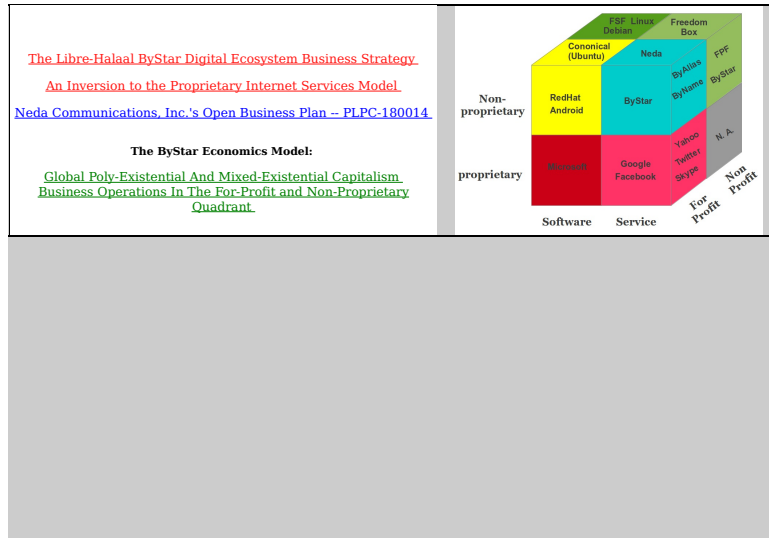 The Libre-Halaal ByStar Digital Ecosystem Business Strategy
An Inversion to the Proprietary Internet Services Model
Neda Communications, Inc.'s Open Business Plan -- PLPC-180014
The ByStar Economics Model:
Global Poly-Existential And Mixed-Existential Capitalism
Business Operations In The For-Profit and Non-Proprietary
Quadrant
FSF Linux
Debian
Freedom
Box
Cononical
(Ubuntu)
Neda
FPF
ByStar
ByAlias
ByName
Non-
proprietary
RedHat
Android
ByStar
N. A.
Yahoo
Twitter
Skype
proprietary
Microsoft
Google
Facebook
For
Profit
Non
Profit
Software
Service